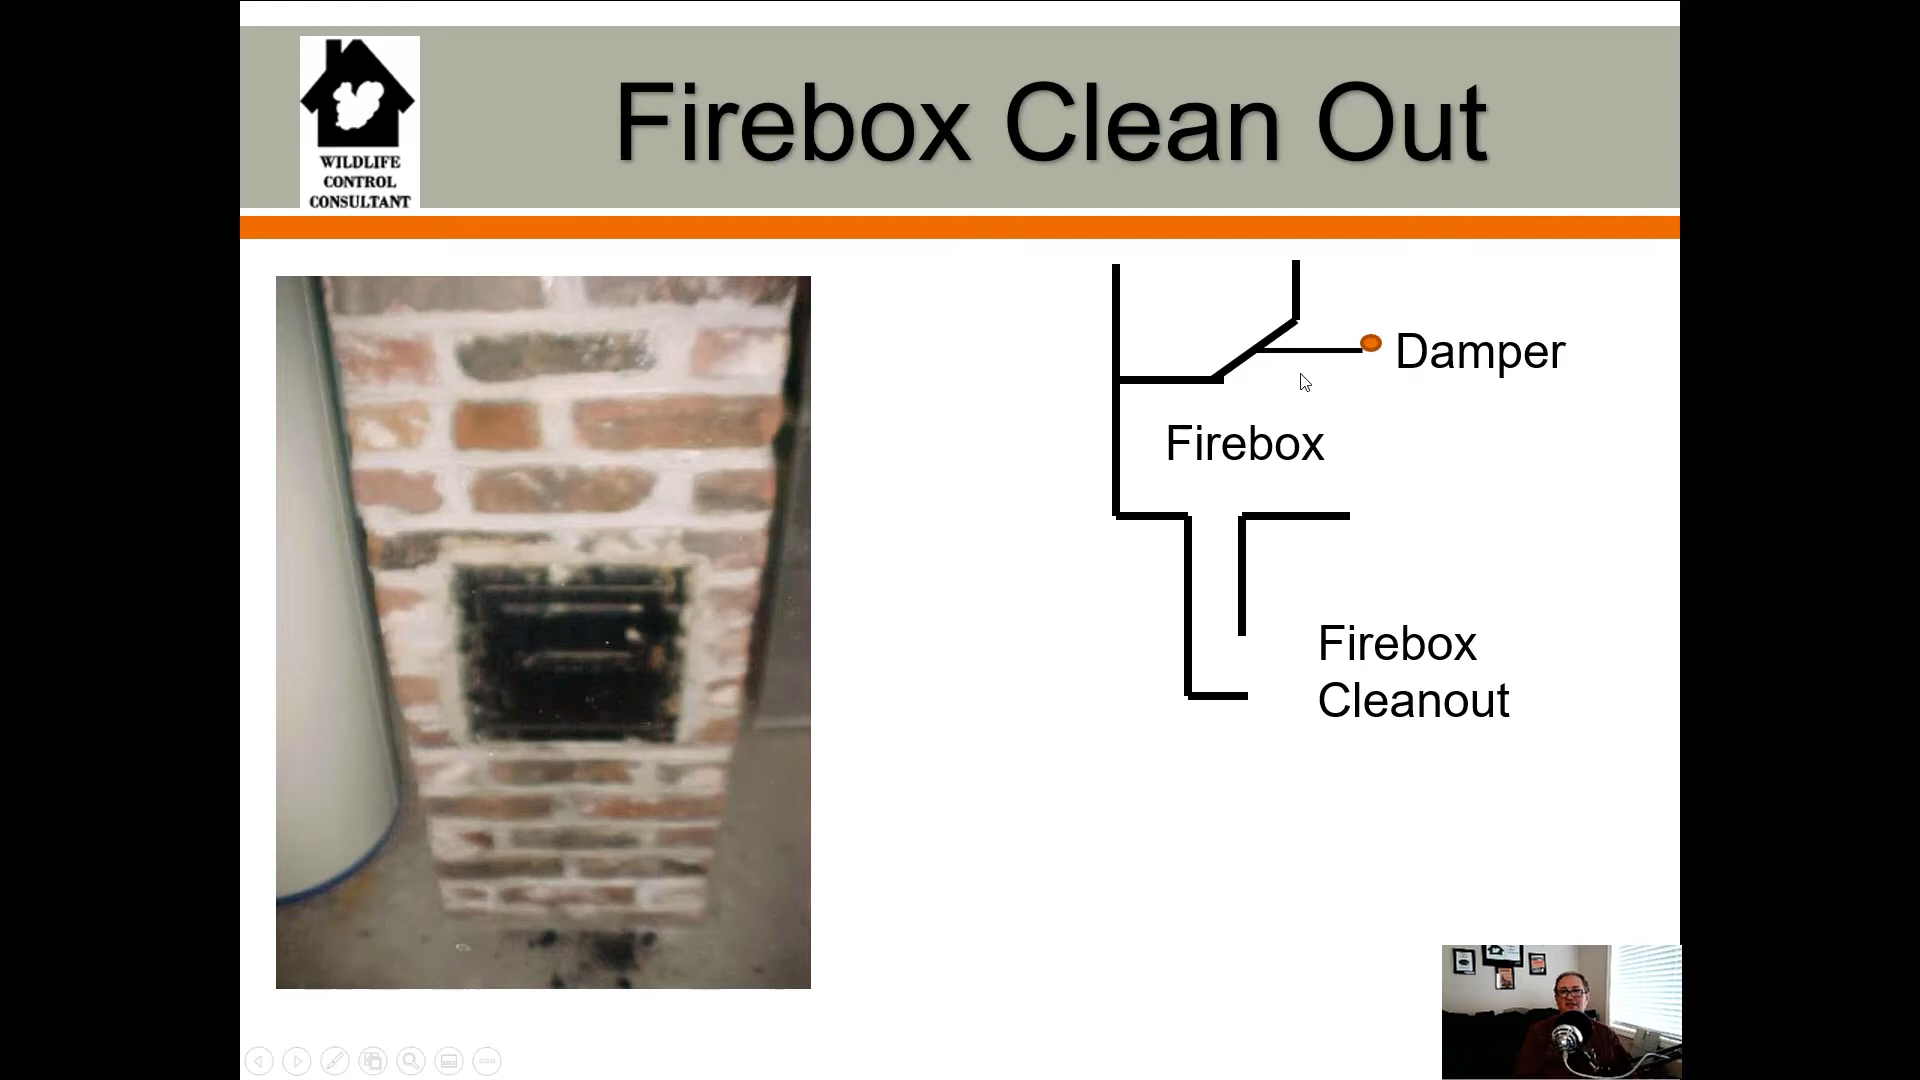 WILDLIFE
CONTROL
CONSULTANT
Firebox Clean Out
Damper
Firebox
Firebox
Cleanout